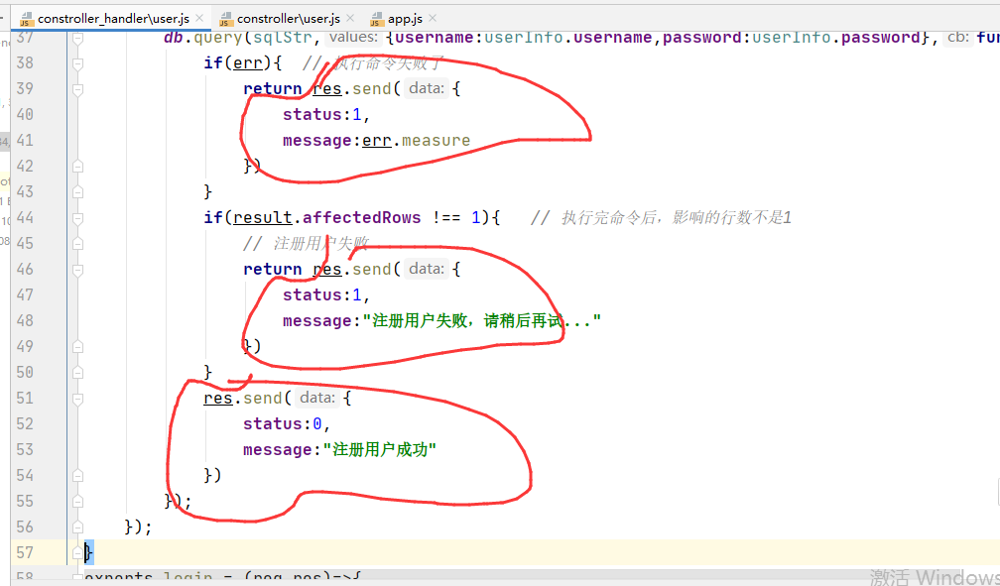 constroller_handler\user.js × constroller\user.js × app.js ×
37 db.query(sqlStr, values: {username:userInfo.username,password:userInfo.password}, cb: fun
38 if(err){ // 执行命令失败了
39 return res.send( data: {
40 status:1,
41 message:err.measure
42 })
43 }
44 if(result.affectedRows !== 1){ // 执行完命令后，影响的行数不是1
45 // 注册用户失败
46 return res.send( data: {
47 status:1,
48 message:"注册用户失败，请稍后再试..."
49 })
50 }
51 res.send( data: {
52 status:0,
53 message:"注册用户成功"
54 })
55 });
56 });
57 }
58 exports.login = (req,res)=>{
激活 Windows